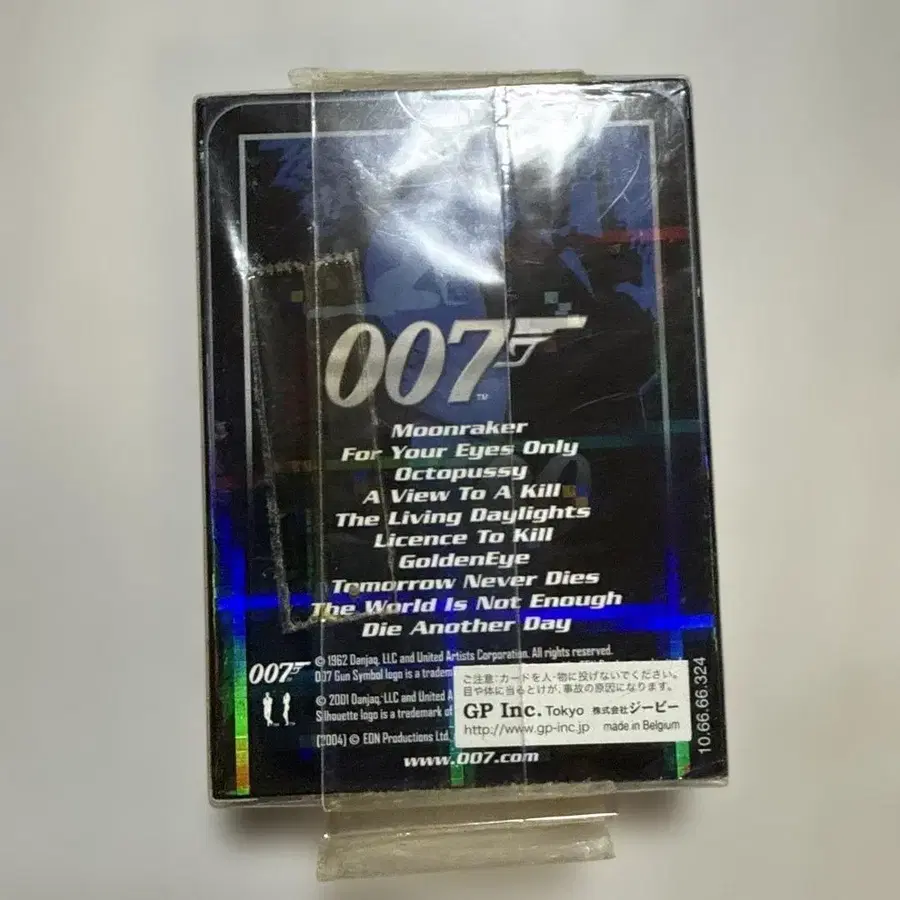 007
TM
Moonraker
For Your Eyes Only
Octopussy
A View To A Kill
The Living Daylights
Licence To Kill
GoldenEye
Tomorrow Never Dies
The World Is Not Enough
Die Another Day
007
© 1962 Danjaq, LLC and United Artists Corporation. All rights reserved.
007 Gun Symbol logo is a tradem
© 2001 Danjaq, LLC and United A
Silhouette logo is a trademark of
(2004) © EON Productions Ltd.
www.007.com
ご注意:カードを人・物に投げないでください。
目や体に当るとけが、事故の原因になります。
GP Inc. Tokyo 株式会社ジービー
http://www.gp-inc.jp made in Belgium
10.66.66.324